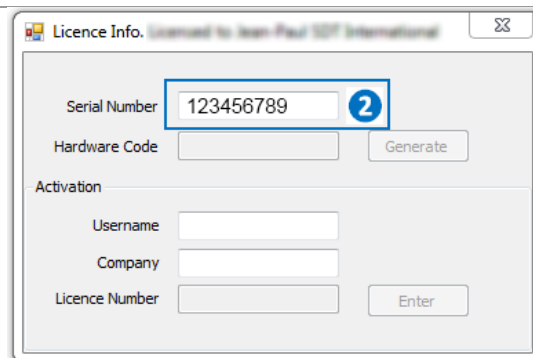 Licence Info.
Serial Number 123456789 2
Hardware Code Generate
Activation
Username
Company
Licence Number Enter